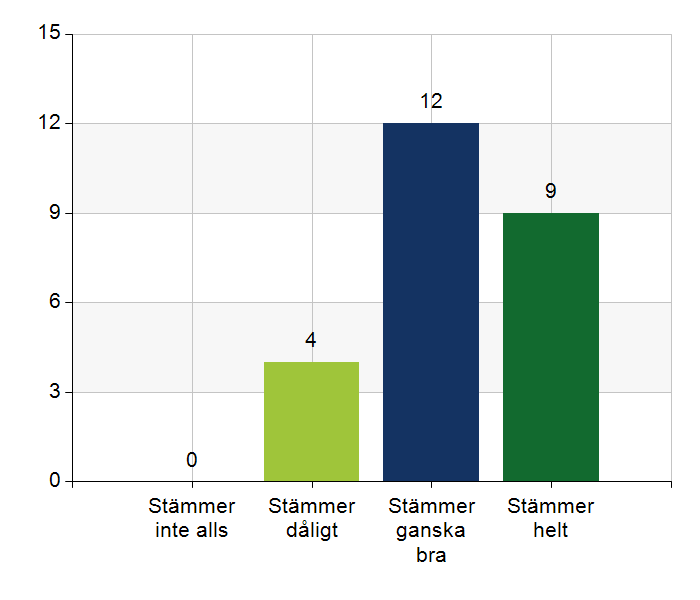 15
12
9
6
3
0
0
4
12
9
Stämmer
inte alls
Stämmer
dåligt
Stämmer
ganska
bra
Stämmer
helt